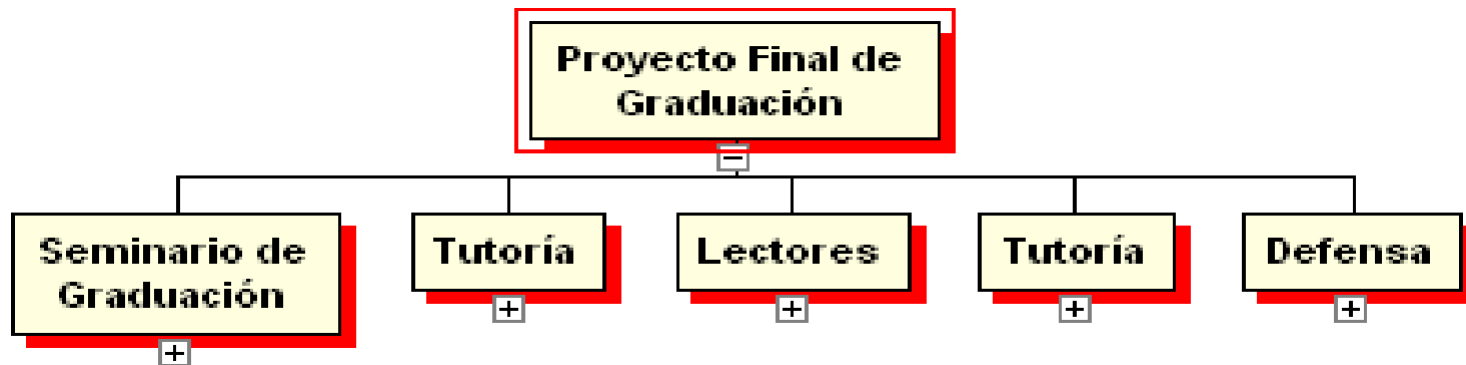 Proyecto Final de
Graduación
Seminario de
Graduación
Tutoría
Lectores
Tutoría
Defensa